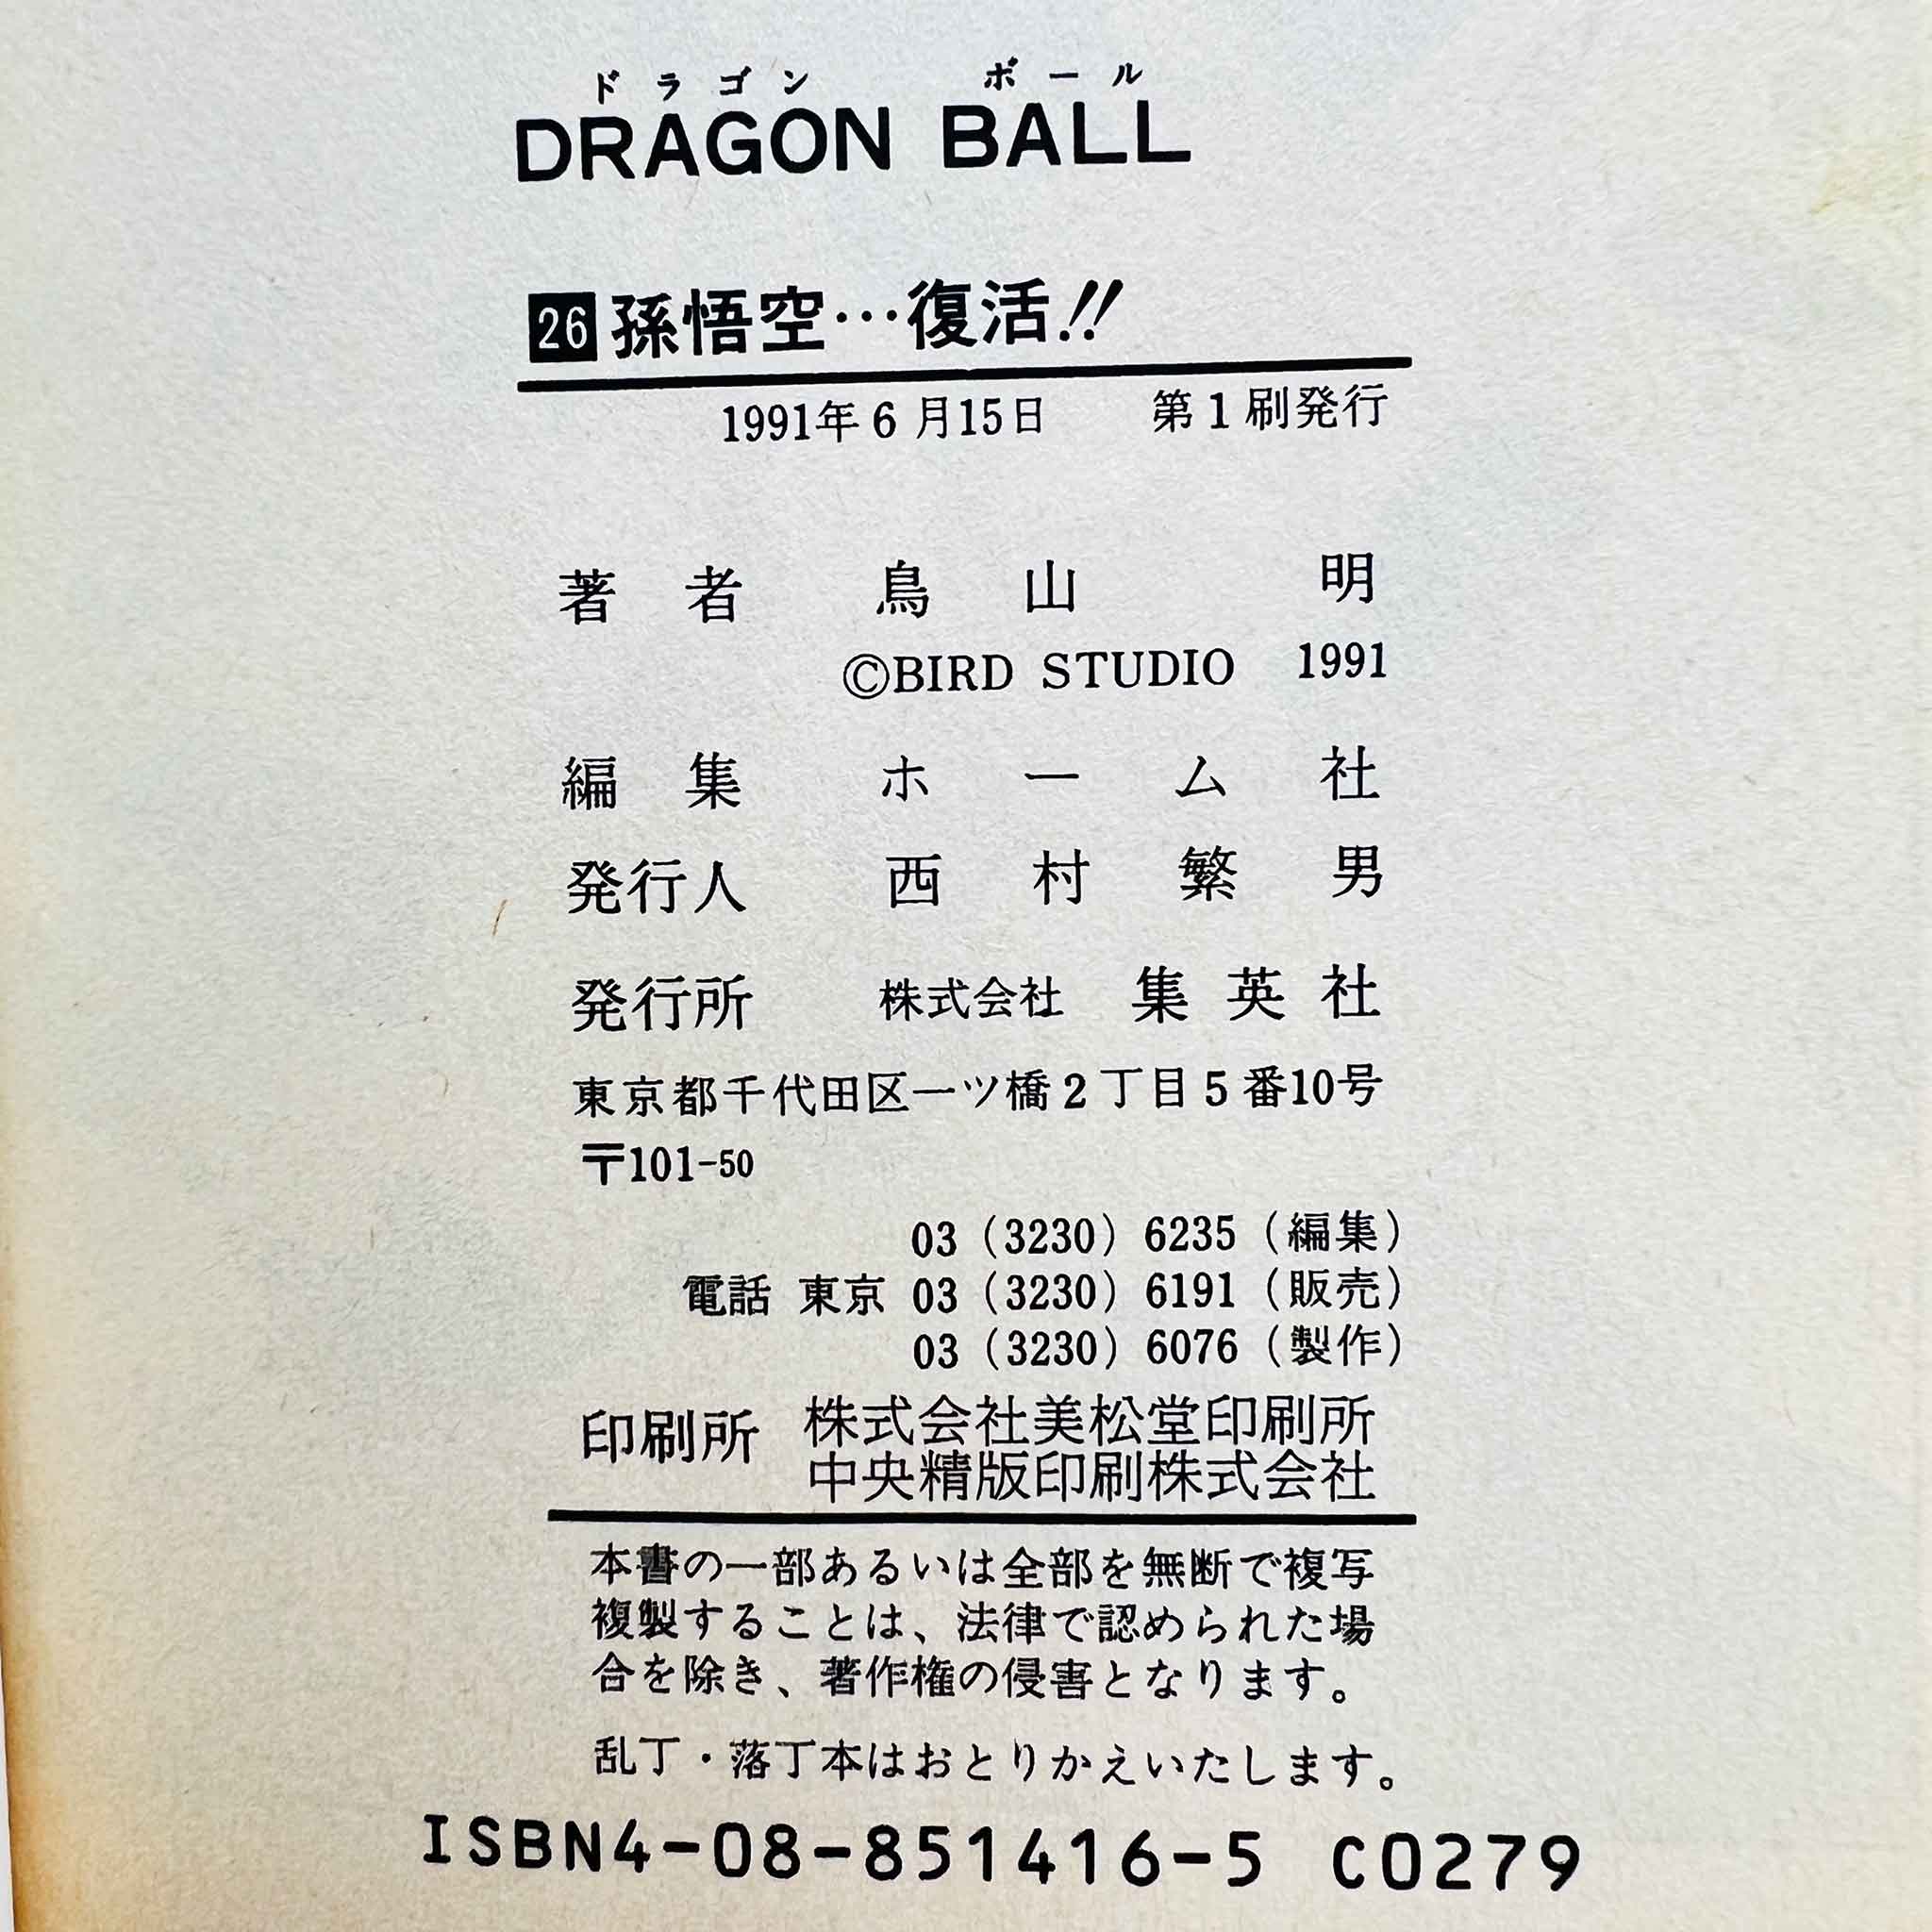 ドラゴン ボール
DRAGON BALL
26 孫悟空…復活!!
1991年6月15日 第1刷発行
著者 鳥山明
©BIRD STUDIO 1991
編集 ホーム社
発行人 西村繁男
発行所 株式会社 集英社
東京都千代田区一ツ橋2丁目5番10号
〒101-50
03（3230）6235（編集）
電話 東京 03（3230）6191（販売）
03（3230）6076（製作）
印刷所 株式会社美松堂印刷所
中央精版印刷株式会社
本書の一部あるいは全部を無断で複写
複製することは、法律で認められた場
合を除き、著作権の侵害となります。
乱丁・落丁本はおとりかえいたします。
ISBN4-08-851416-5 C0279